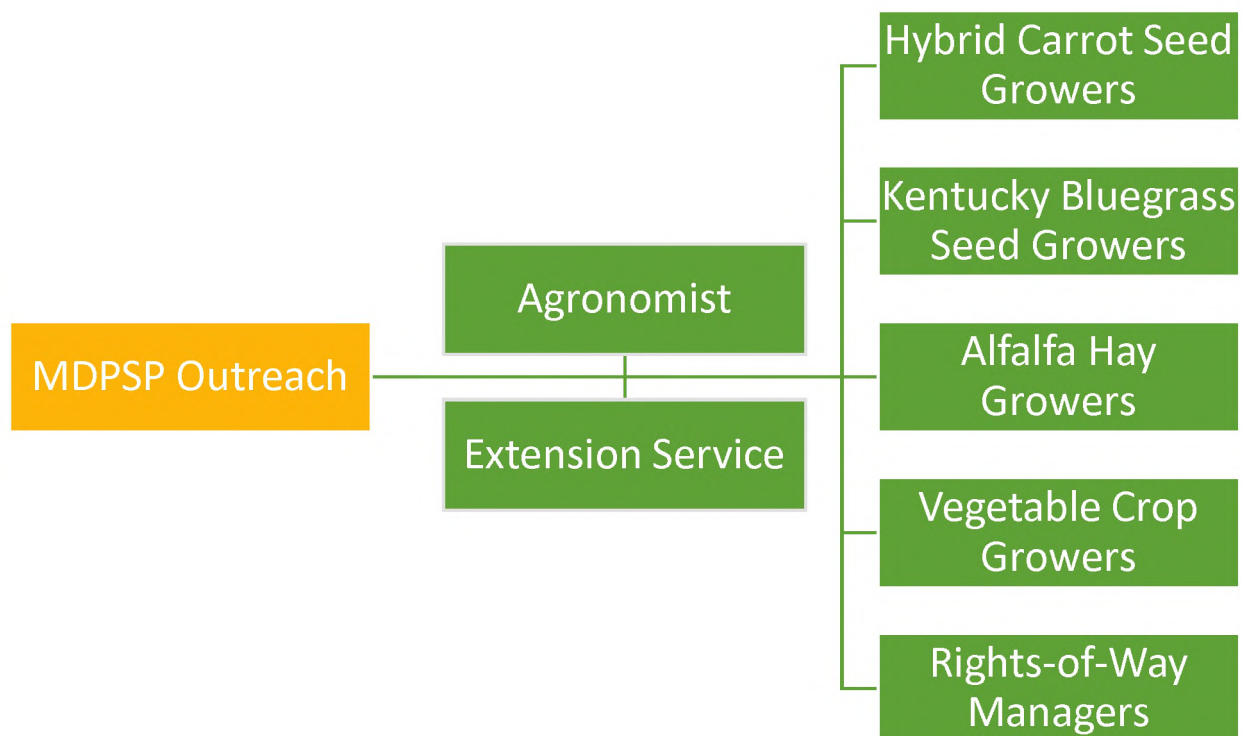 MDPSP Outreach
Agronomist
Extension Service
Hybrid Carrot Seed
Growers
Kentucky Bluegrass
Seed Growers
Alfalfa Hay
Growers
Vegetable Crop
Growers
Rights-of-Way
Managers